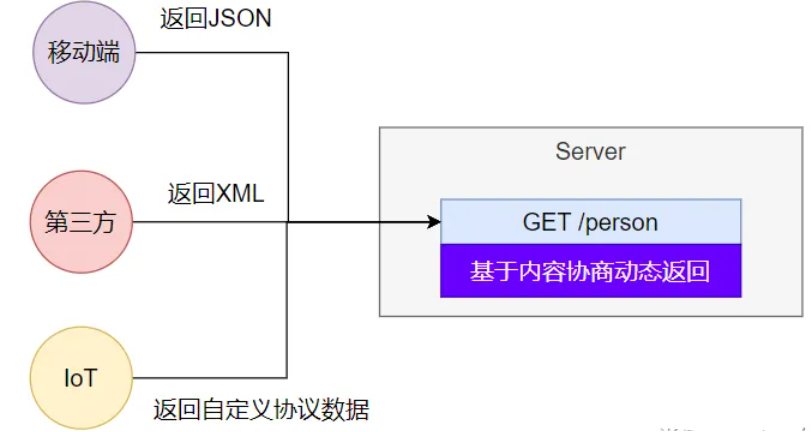 返回JSON
移动端
Server
返回XML
第三方
GET /person
基于内容协商动态返回
IoT
返回自定义协议数据